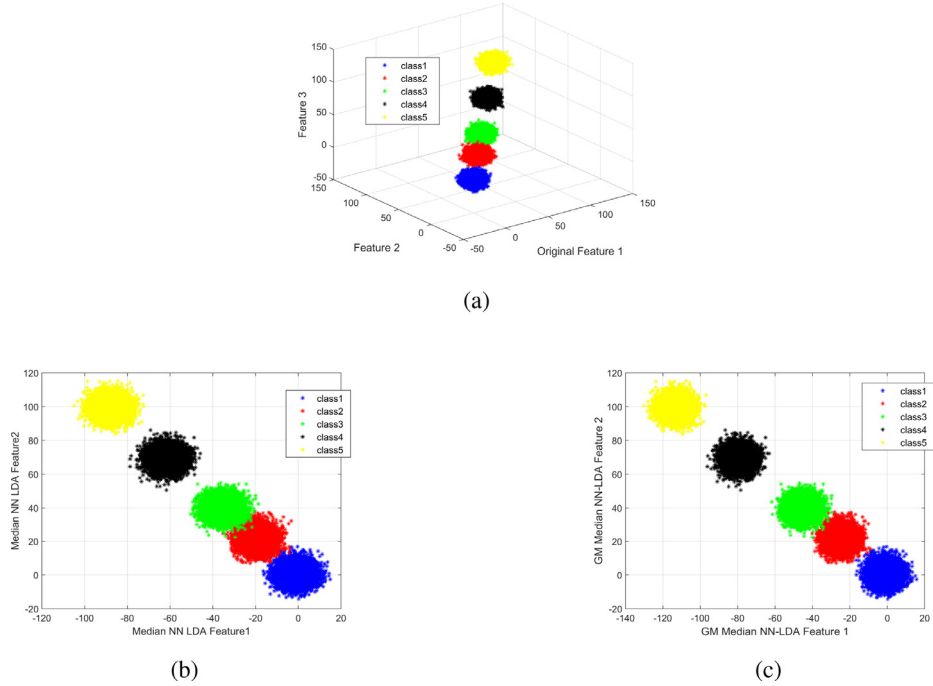 150
100
50
0
-50
Feature 3
class1
class2
class3
class4
class5
150
100
50
0
-50
Feature 2
-50
0
50
100
150
Original Feature 1
(a)
120
100
80
60
40
20
0
-20
Median NN LDA Feature2
class1
class2
class3
class4
class5
-120 -100 -80 -60 -40 -20 0 20
Median NN LDA Feature1
(b)
120
100
80
60
40
20
0
-20
GM Median NN-LDA Feature 2
class1
class2
class3
class4
class5
-140 -120 -100 -80 -60 -40 -20 0 20
GM Median NN-LDA Feature 1
(c)